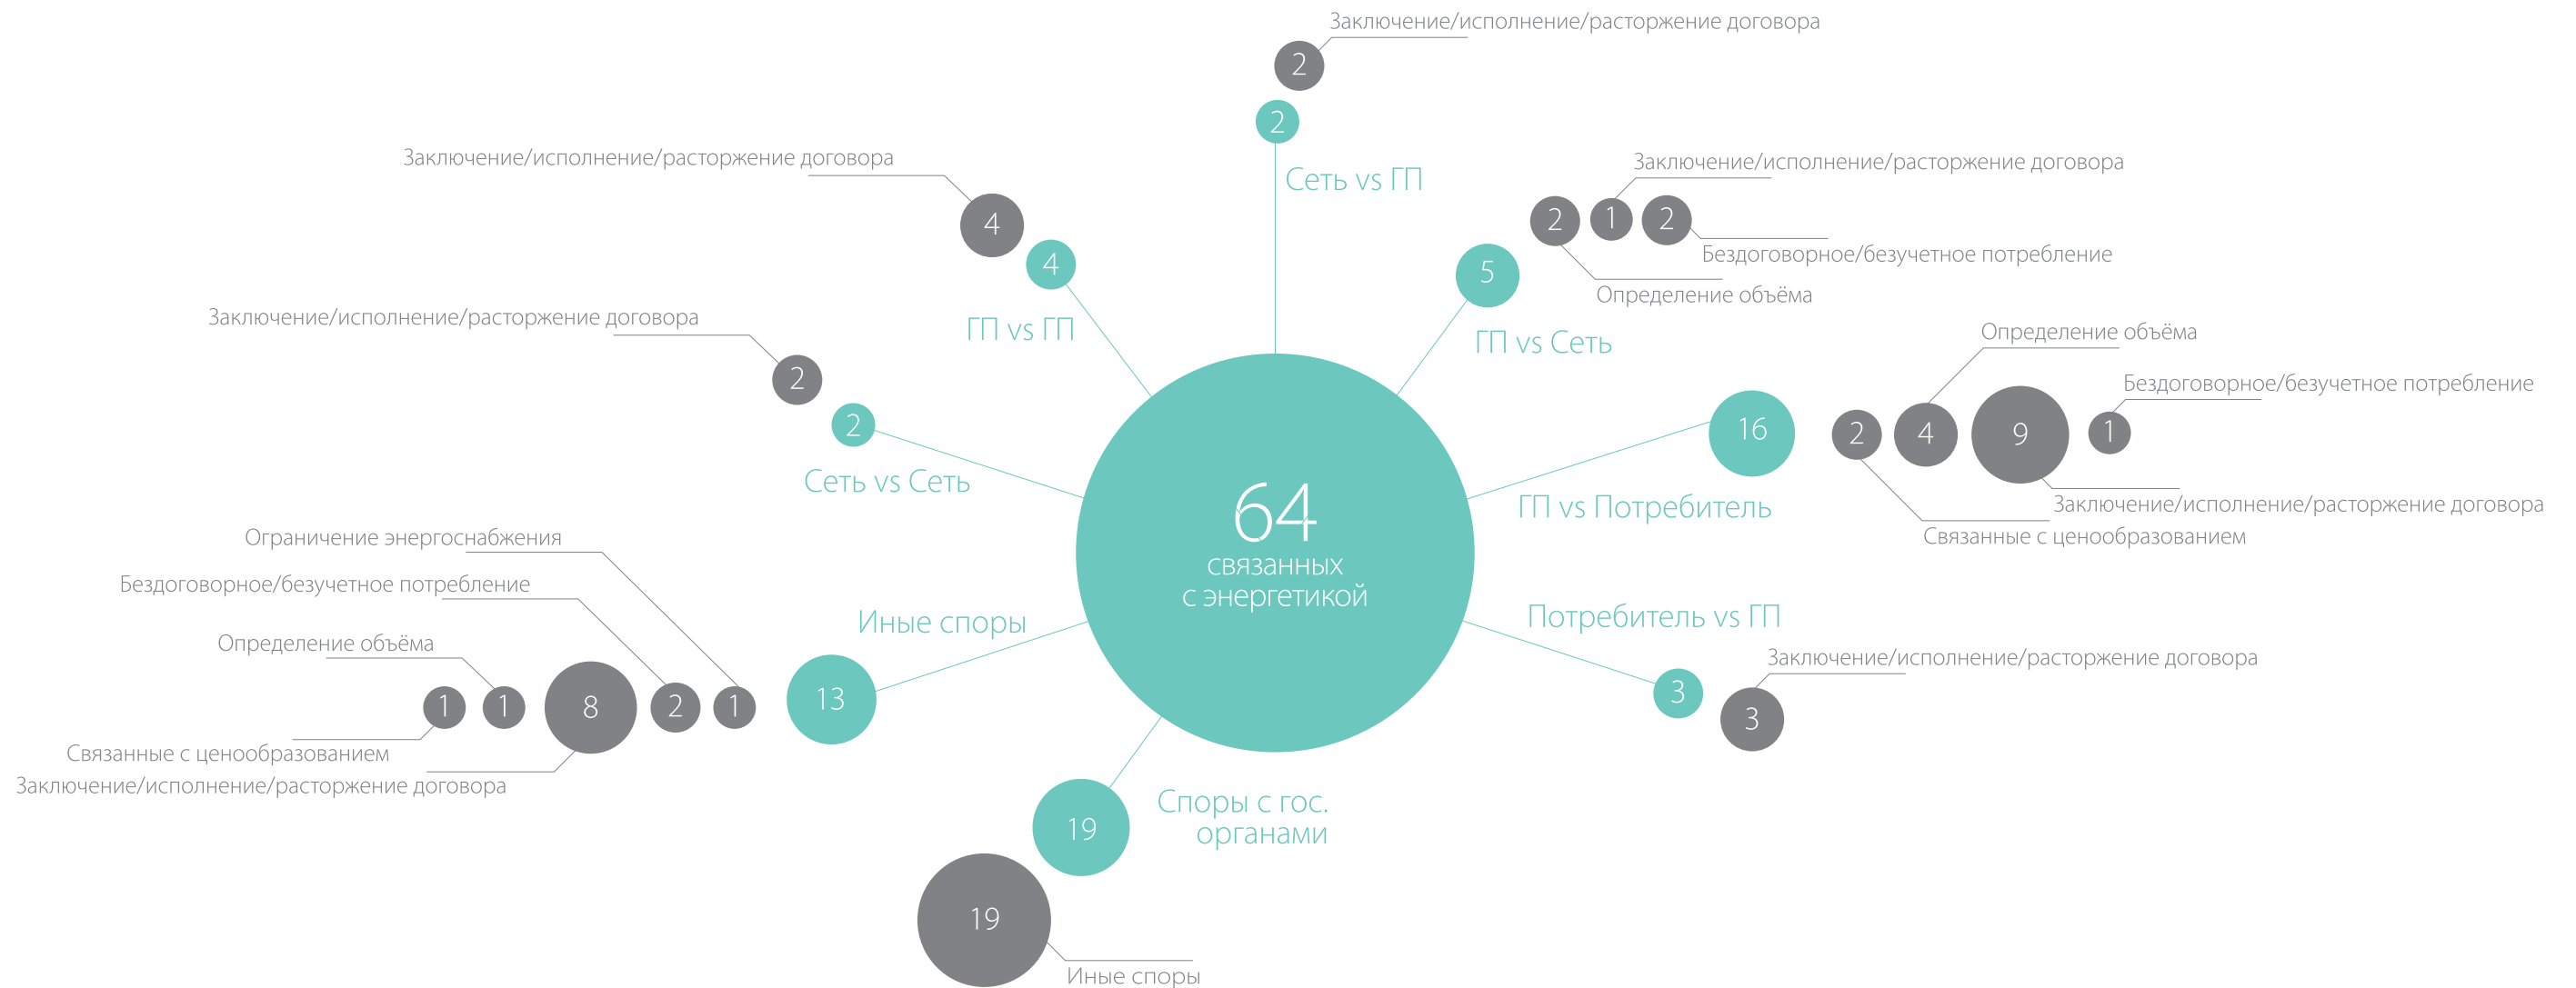 64
связанных
с энергетикой
Заключение/исполнение/расторжение договора
2
2
Сеть vs ГП
Заключение/исполнение/расторжение договора
2
1
2
Бездоговорное/безучетное потребление
Определение объёма
5
ГП vs Сеть
Определение объёма
Бездоговорное/безучетное потребление
16
2
4
9
1
Заключение/исполнение/расторжение договора
Связанные с ценообразованием
ГП vs Потребитель
Потребитель vs ГП
Заключение/исполнение/расторжение договора
3
3
Споры с гос.
органами
19
19
Иные споры
Иные споры
13
Ограничение энергоснабжения
Бездоговорное/безучетное потребление
Определение объёма
1
1
8
2
1
Связанные с ценообразованием
Заключение/исполнение/расторжение договора
Заключение/исполнение/расторжение договора
2
2
Сеть vs Сеть
Заключение/исполнение/расторжение договора
4
4
ГП vs ГП